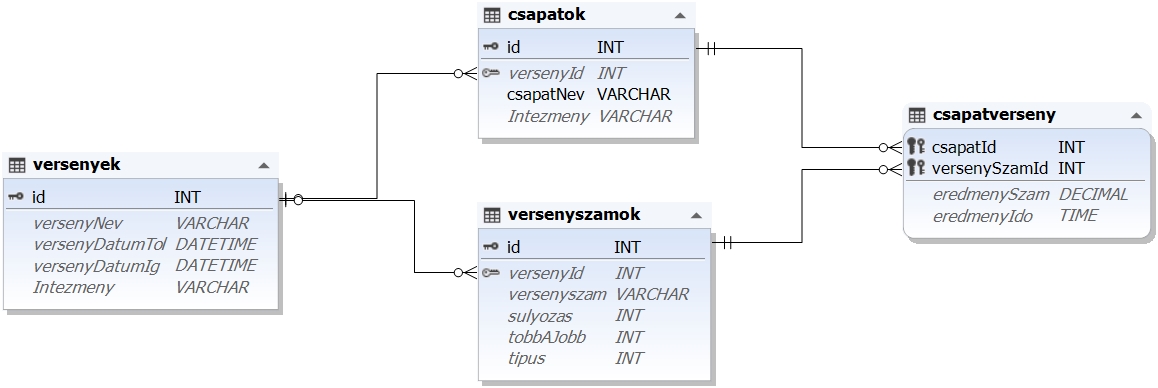 csapatok
id INT
versenyId INT
csapatNev VARCHAR
Intezmeny VARCHAR
csapatverseny
csapatId INT
versenySzamId INT
eredmenySzam DECIMAL
eredmenyIdo TIME
versenyek
id INT
versenyNev VARCHAR
versenyDatumTol DATETIME
versenyDatumIg DATETIME
Intezmeny VARCHAR
versenyszamok
id INT
versenyId INT
versenyszam VARCHAR
sulyozas INT
tobbAJobb INT
tipus INT